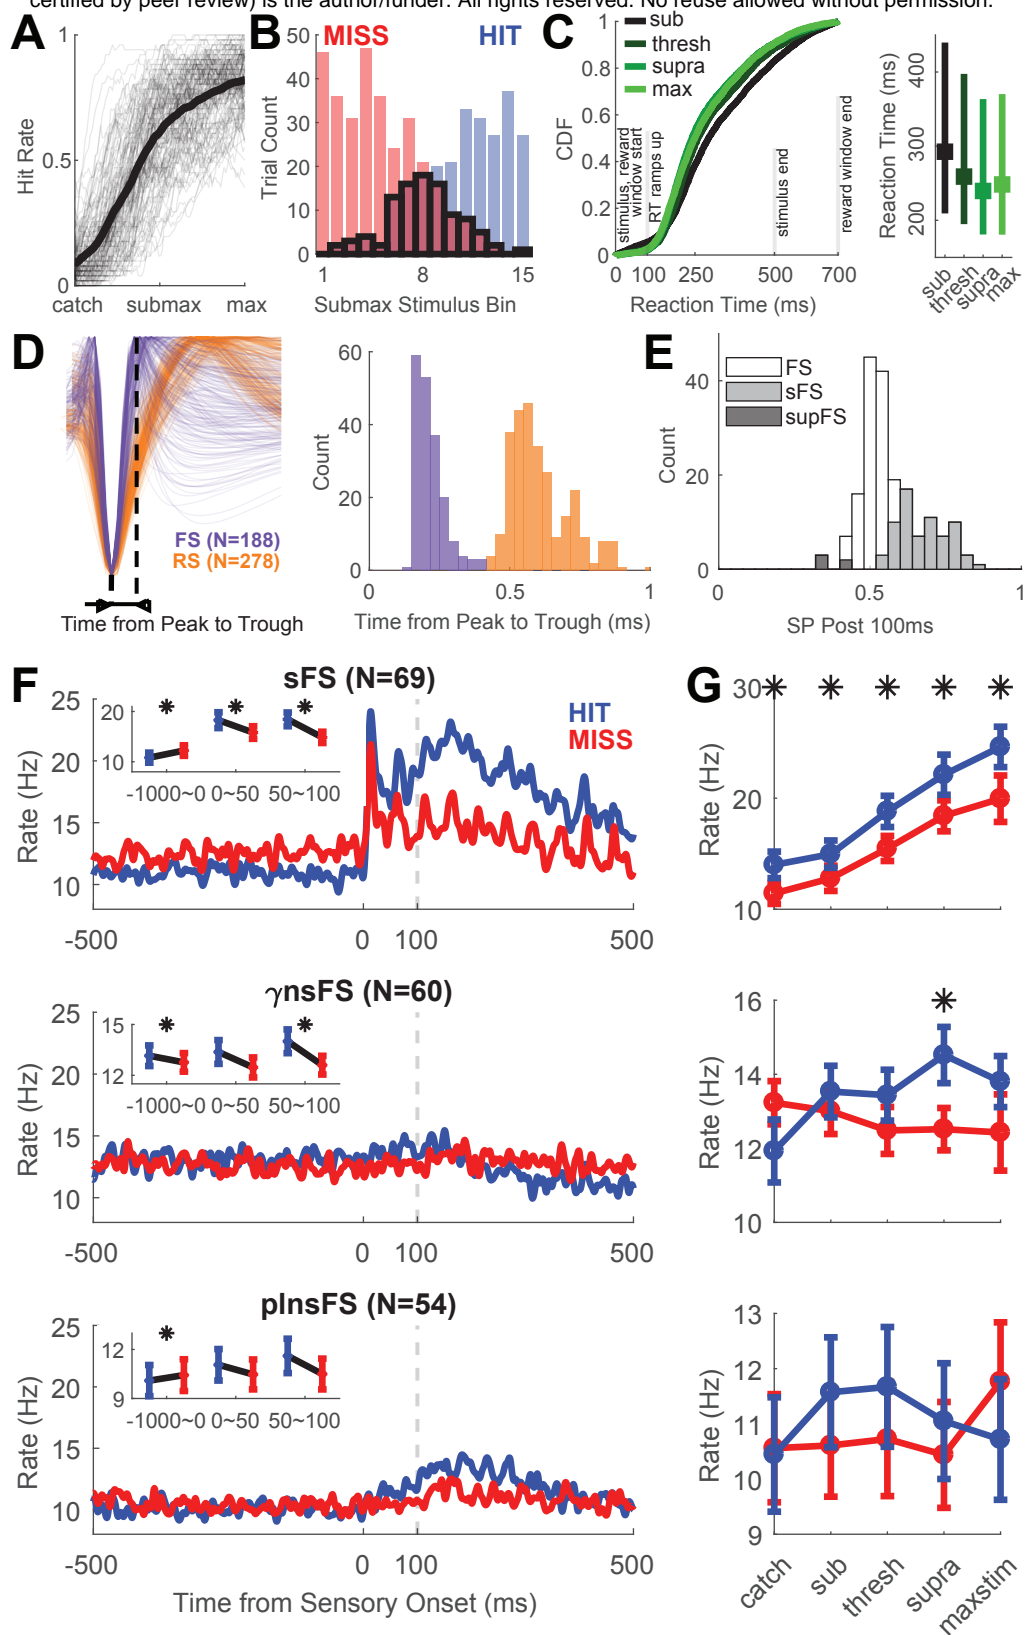 certified by peer review) is the author/funder. All rights reserved. No reuse allowed without permission.
A
1
0.5
0
Hit Rate
catch submax max
B
MISS HIT
50
40
30
20
10
0
Trial Count
1 8 15
Submax Stimulus Bin
C
sub
thresh
supra
max
1
0.8
0.6
0.4
0.2
0
CDF
stimulus, reward
window start
RT ramps up
stimulus end
reward window end
0 100 250 500 700
Reaction Time (ms)
400
300
200
Reaction Time (ms)
sub
thresh
supra
max
D
FS (N=188)
RS (N=278)
Time from Peak to Trough
60
40
20
0
Count
0 0.5 1
Time from Peak to Trough (ms)
E
FS
sFS
supFS
40
20
0
Count
0 0.5 1
SP Post 100ms
F
sFS (N=69)
HIT
MISS
25
20
15
10
Rate (Hz)
20
10
-1000~0 0~50 50~100
-500 0 100 500
γnsFS (N=60)
25
20
15
10
Rate (Hz)
15
12
-1000~0 0~50 50~100
-500 0 100 500
plnsFS (N=54)
25
20
15
10
Rate (Hz)
12
9
-1000~0 0~50 50~100
-500 0 100 500
Time from Sensory Onset (ms)
G
30
20
10
Rate (Hz)
16
14
12
10
Rate (Hz)
13
12
11
10
9
Rate (Hz)
catch
sub
thresh
supra
maxstim